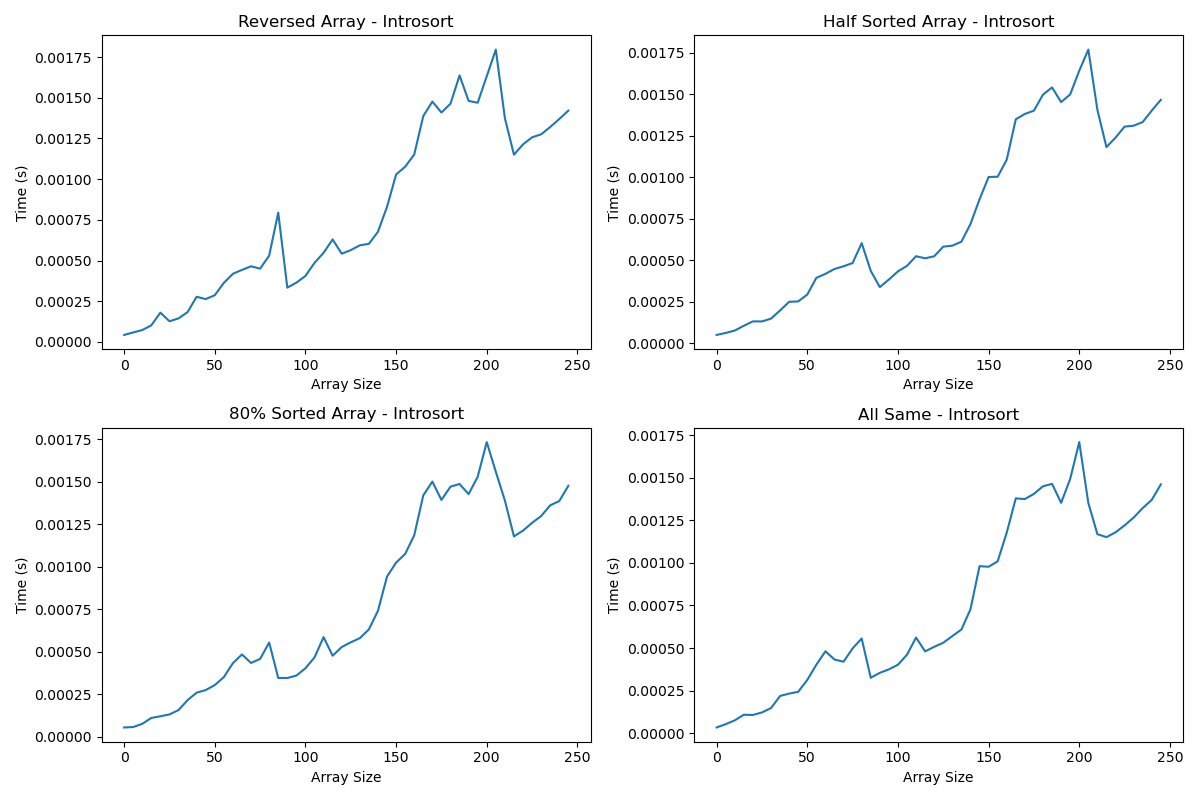 Reversed Array - Introsort
Time (s)
0.00175
0.00150
0.00125
0.00100
0.00075
0.00050
0.00025
0.00000
0 50 100 150 200 250
Array Size
Half Sorted Array - Introsort
Time (s)
0.00175
0.00150
0.00125
0.00100
0.00075
0.00050
0.00025
0.00000
0 50 100 150 200 250
Array Size
80% Sorted Array - Introsort
Time (s)
0.00175
0.00150
0.00125
0.00100
0.00075
0.00050
0.00025
0.00000
0 50 100 150 200 250
Array Size
All Same - Introsort
Time (s)
0.00175
0.00150
0.00125
0.00100
0.00075
0.00050
0.00025
0.00000
0 50 100 150 200 250
Array Size